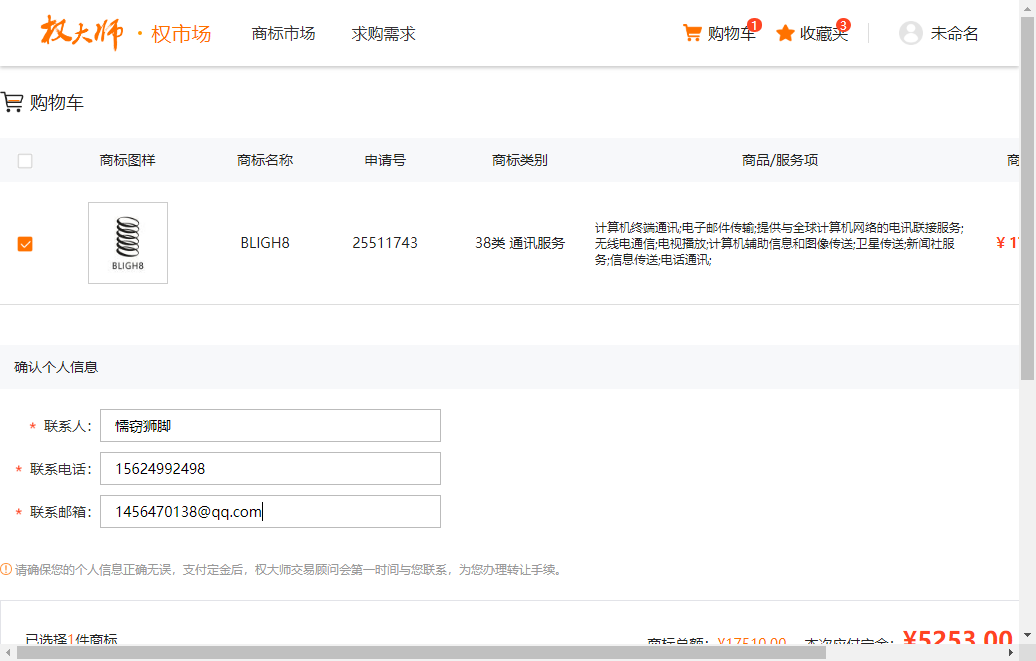 权大师 · 权市场 商标市场 求购需求 购物车 1 收藏夹 3 未命名
购物车
商标图样 商标名称 申请号 商标类别 商品/服务项 商
BLIGH8 BLIGH8 25511743 38类 通讯服务 计算机终端通讯;电子邮件传输;提供与全球计算机网络的电讯联接服务;
无线电通信;电视播放;计算机辅助信息和图像传送;卫星传送;新闻社服
务;信息传送;电话通讯; ¥ 1
确认个人信息
* 联系人: 懦窃狮脚
* 联系电话: 15624992498
* 联系邮箱: 1456470138@qq.com
请确保您的个人信息正确无误，支付定金后，权大师交易顾问会第一时间与您联系，为您办理转让手续。
已选择1件商标 商标总额: ¥17510.00 本次应付定金: ¥5253.00